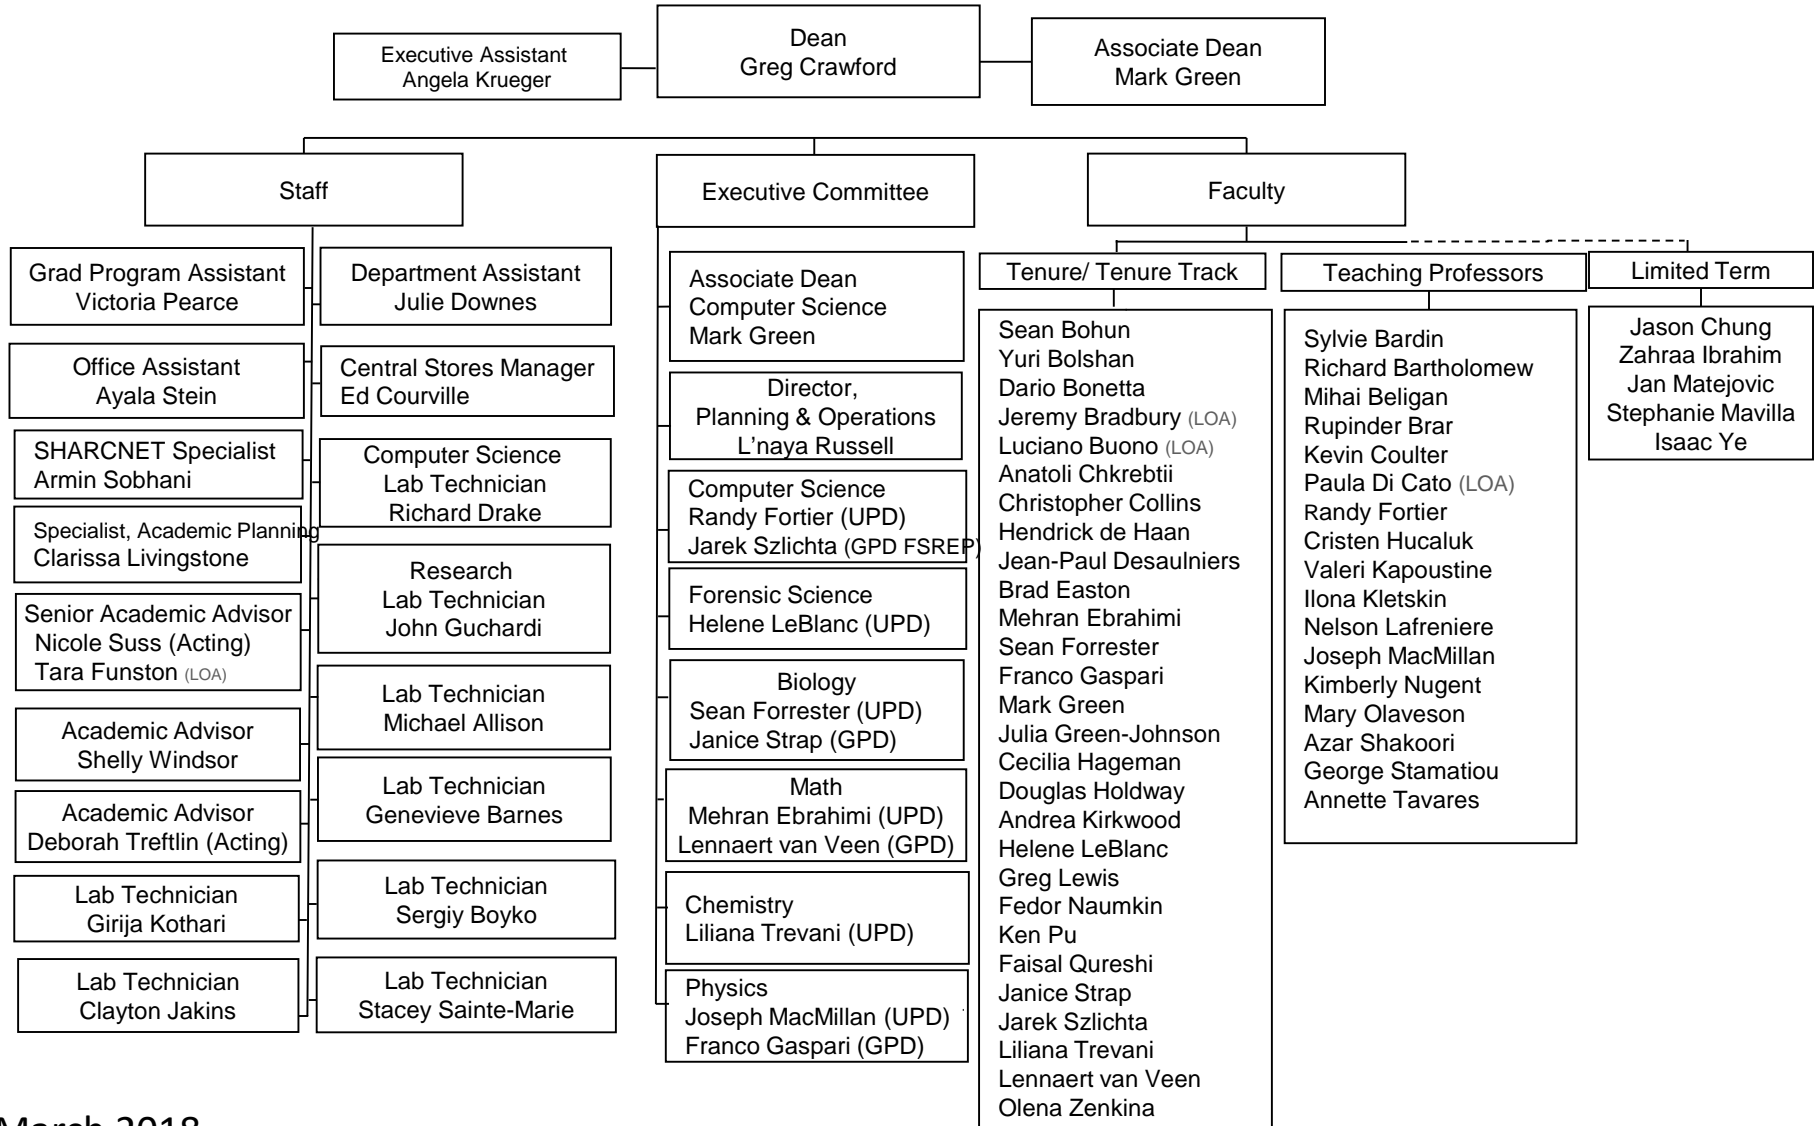 Executive Assistant
Angela Krueger
Dean
Greg Crawford
Associate Dean
Mark Green
Staff
Executive Committee
Faculty
Grad Program Assistant
Victoria Pearce
Office Assistant
Ayala Stein
SHARCNET Specialist
Armin Sobhani
Specialist, Academic Planning
Clarissa Livingstone
Senior Academic Advisor
Nicole Suss (Acting)
Tara Funston (LOA)
Academic Advisor
Shelly Windsor
Academic Advisor
Deborah Treftlin (Acting)
Lab Technician
Girija Kothari
Lab Technician
Clayton Jakins
Department Assistant
Julie Downes
Central Stores Manager
Ed Courville
Computer Science
Lab Technician
Richard Drake
Research
Lab Technician
John Guchardi
Lab Technician
Michael Allison
Lab Technician
Genevieve Barnes
Lab Technician
Sergiy Boyko
Lab Technician
Stacey Sainte-Marie
Associate Dean
Computer Science
Mark Green
Director,
Planning & Operations
L'naya Russell
Computer Science
Randy Fortier (UPD)
Jarek Szlichta (GPD FSREP)
Forensic Science
Helene LeBlanc (UPD)
Biology
Sean Forrester (UPD)
Janice Strap (GPD)
Math
Mehran Ebrahimi (UPD)
Lennaert van Veen (GPD)
Chemistry
Liliana Trevani (UPD)
Physics
Joseph MacMillan (UPD)
Franco Gaspari (GPD)
Tenure/ Tenure Track
Sean Bohun
Yuri Bolshan
Dario Bonetta
Jeremy Bradbury (LOA)
Luciano Buono (LOA)
Anatoli Chkrebtii
Christopher Collins
Hendrick de Haan
Jean-Paul Desaulniers
Brad Easton
Mehran Ebrahimi
Sean Forrester
Franco Gaspari
Mark Green
Julia Green-Johnson
Cecilia Hageman
Douglas Holdway
Andrea Kirkwood
Helene LeBlanc
Greg Lewis
Fedor Naumkin
Ken Pu
Faisal Qureshi
Janice Strap
Jarek Szlichta
Liliana Trevani
Lennaert van Veen
Olena Zenkina
Teaching Professors
Sylvie Bardin
Richard Bartholomew
Mihai Beligan
Rupinder Brar
Kevin Coulter
Paula Di Cato (LOA)
Randy Fortier
Cristen Hucaluk
Valeri Kapoustine
Ilona Kletskin
Nelson Lafreniere
Joseph MacMillan
Kimberly Nugent
Mary Olaveson
Azar Shakoori
George Stamatiou
Annette Tavares
Limited Term
Jason Chung
Zahraa Ibrahim
Jan Matejovic
Stephanie Mavilla
Isaac Ye
March 2018